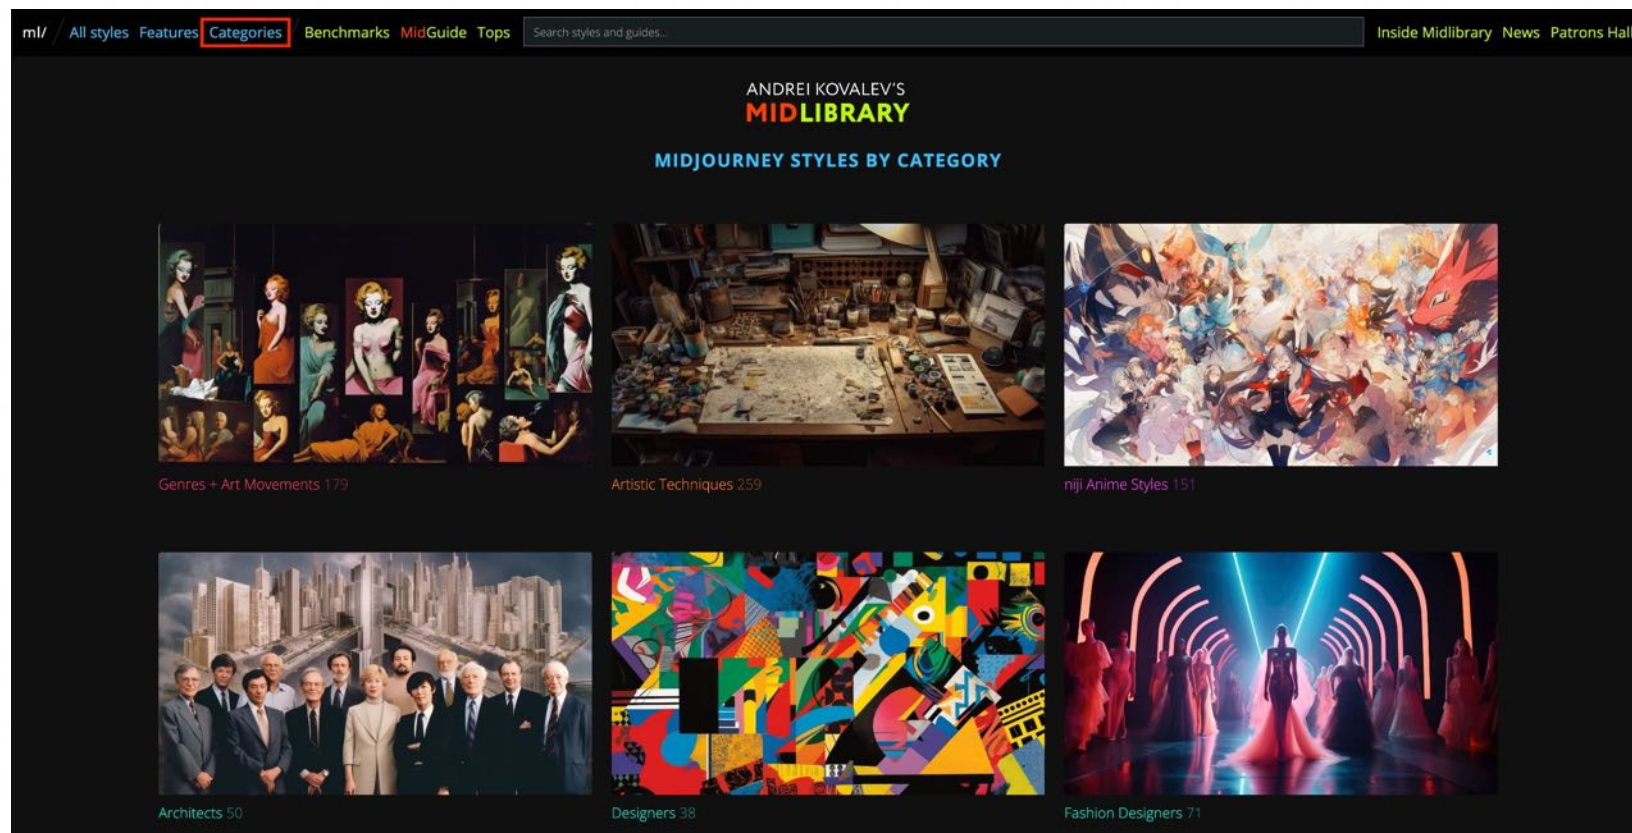 ml/ All styles Features Categories Benchmarks MidGuide Tops Search styles and guides... Inside Midlibrary News Patrons Hall
ANDREI KOVALEV'S
MIDLIBRARY
MIDJOURNEY STYLES BY CATEGORY
Genres + Art Movements 179
Artistic Techniques 259
niji Anime Styles 151
Architects 50
Designers 38
Fashion Designers 71